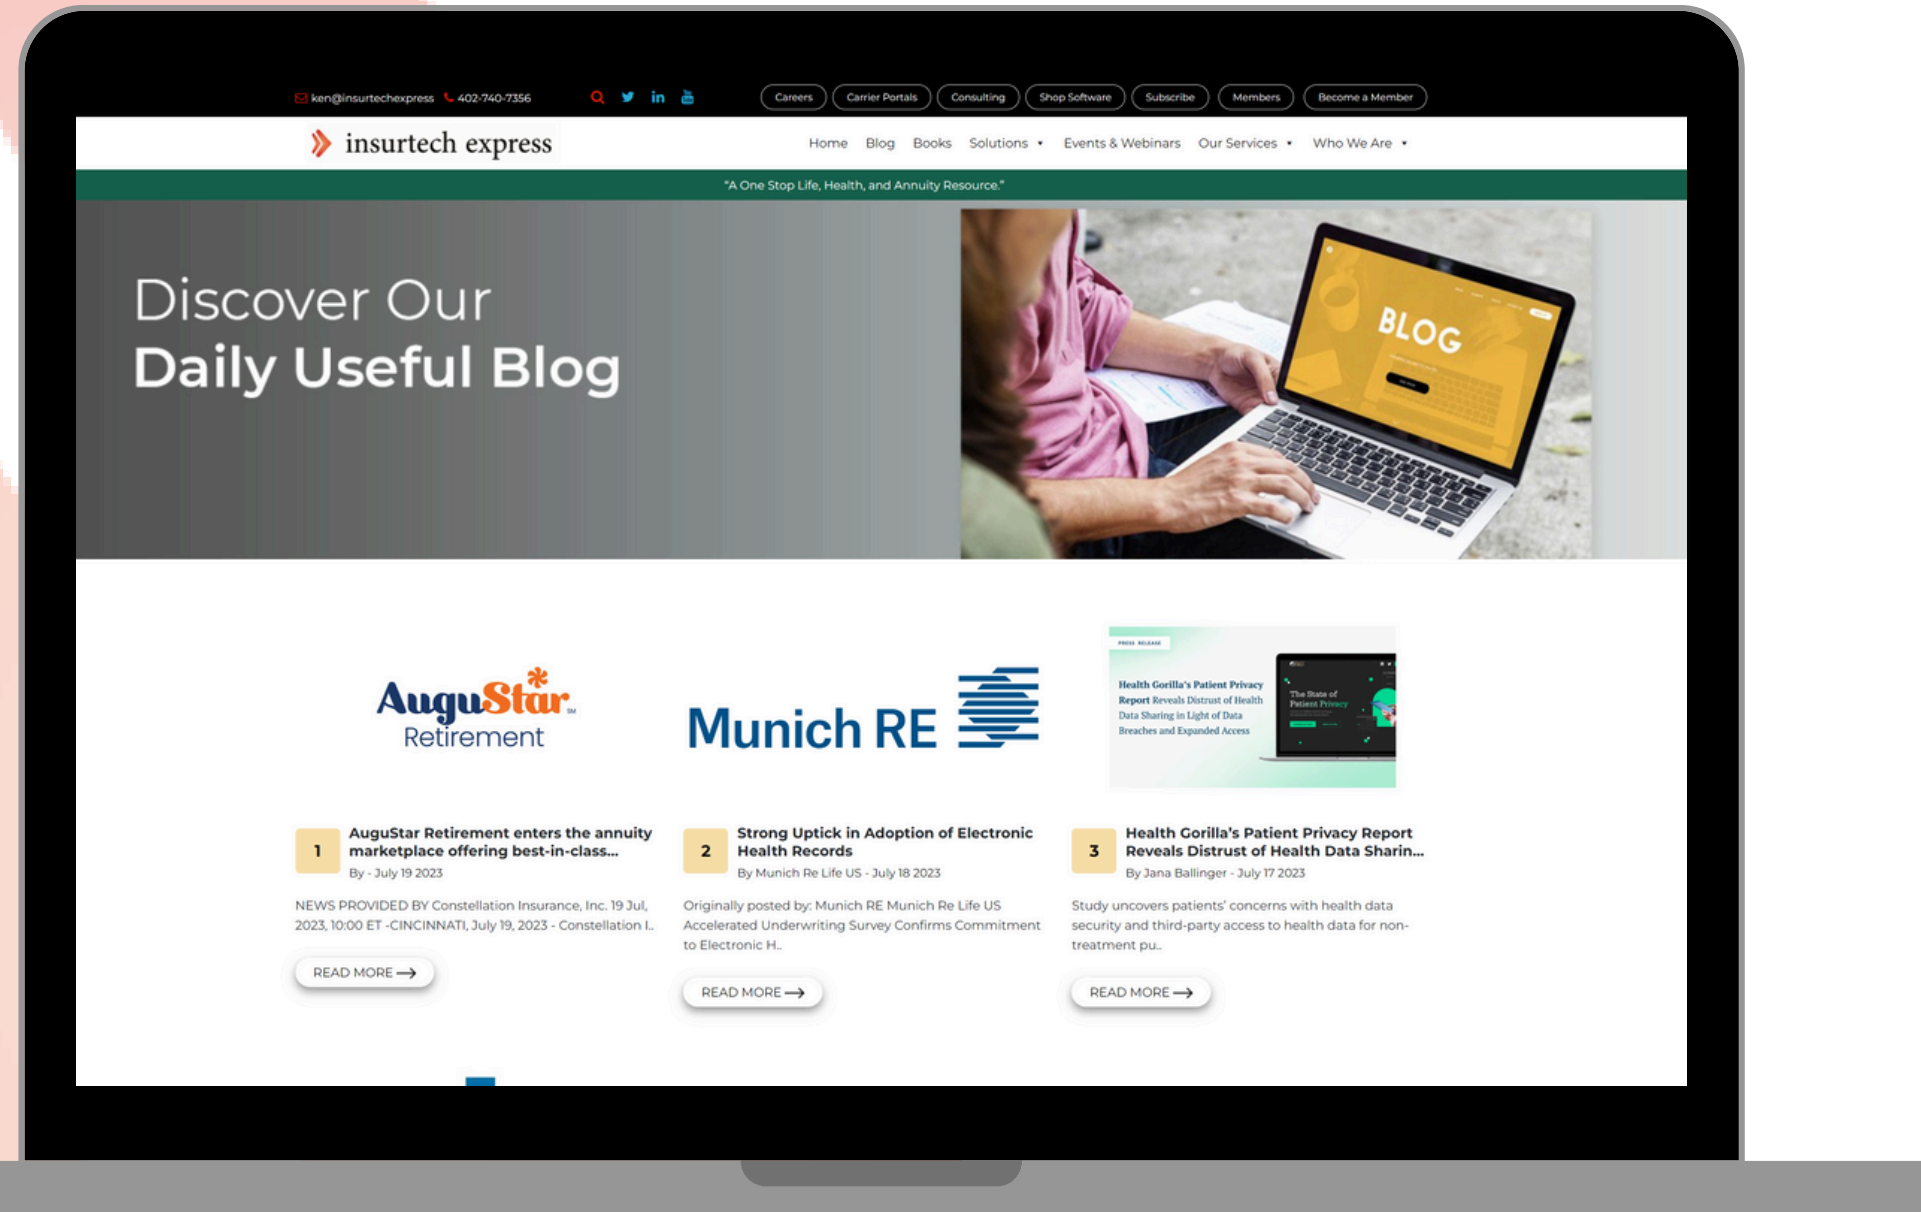 ken@insurtechexpress 402-740-7356 Careers Carrier Portals Consulting Shop Software Subscribe Members Become a Member
insurtech express Home Blog Books Solutions Events & Webinars Our Services Who We Are
"A One Stop Life, Health, and Annuity Resource."
Discover Our
Daily Useful Blog
BLOG
AuguStar
Retirement
Munich RE
PRESS RELEASE
Health Gorilla's Patient Privacy
Report Reveals Distrust of Health
Data Sharing in Light of Data
Breaches and Expanded Access
The State of
Patient Privacy
1
AuguStar Retirement enters the annuity
marketplace offering best-in-class...
By - July 19 2023
NEWS PROVIDED BY Constellation Insurance, Inc. 19 Jul,
2023, 10:00 ET -CINCINNATI, July 19, 2023 - Constellation I..
READ MORE
2
Strong Uptick in Adoption of Electronic
Health Records
By Munich Re Life US - July 18 2023
Originally posted by: Munich RE Munich Re Life US
Accelerated Underwriting Survey Confirms Commitment
to Electronic H..
READ MORE
3
Health Gorilla's Patient Privacy Report
Reveals Distrust of Health Data Sharin...
By Jana Ballinger - July 17 2023
Study uncovers patients' concerns with health data
security and third-party access to health data for non-
treatment pu..
READ MORE